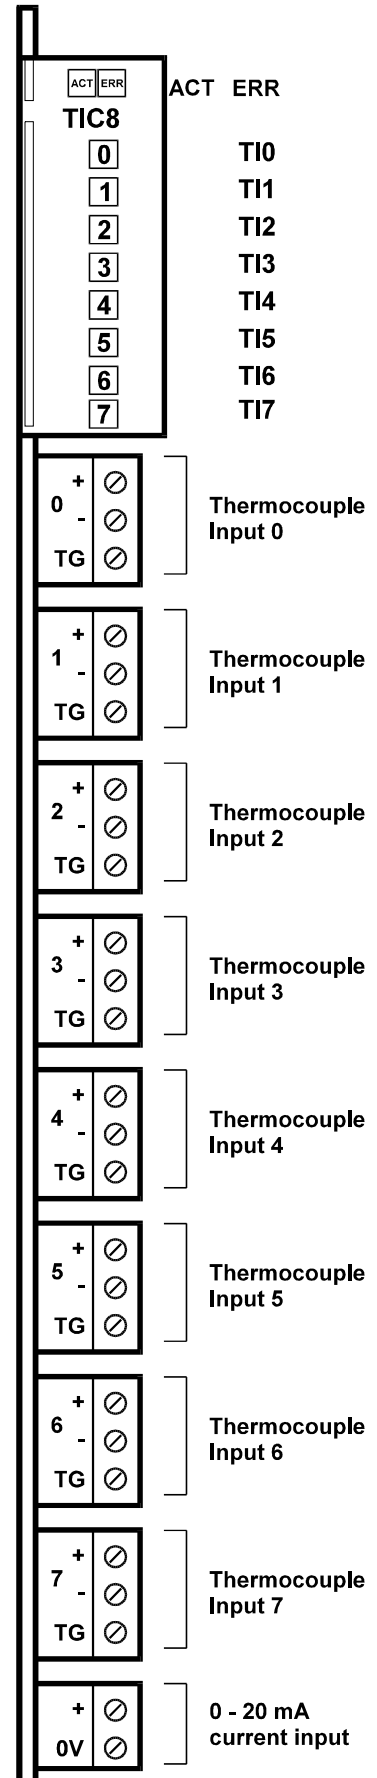 ACT ERR ACT ERR
TIC8
0 TI0
1 TI1
2 TI2
3 TI3
4 TI4
5 TI5
6 TI6
7 TI7
+
0 Thermocouple
- Input 0
TG
+
1 Thermocouple
- Input 1
TG
+
2 Thermocouple
- Input 2
TG
+
3 Thermocouple
- Input 3
TG
+
4 Thermocouple
- Input 4
TG
+
5 Thermocouple
- Input 5
TG
+
6 Thermocouple
- Input 6
TG
+
7 Thermocouple
- Input 7
TG
+ 0 - 20 mA
0V current input